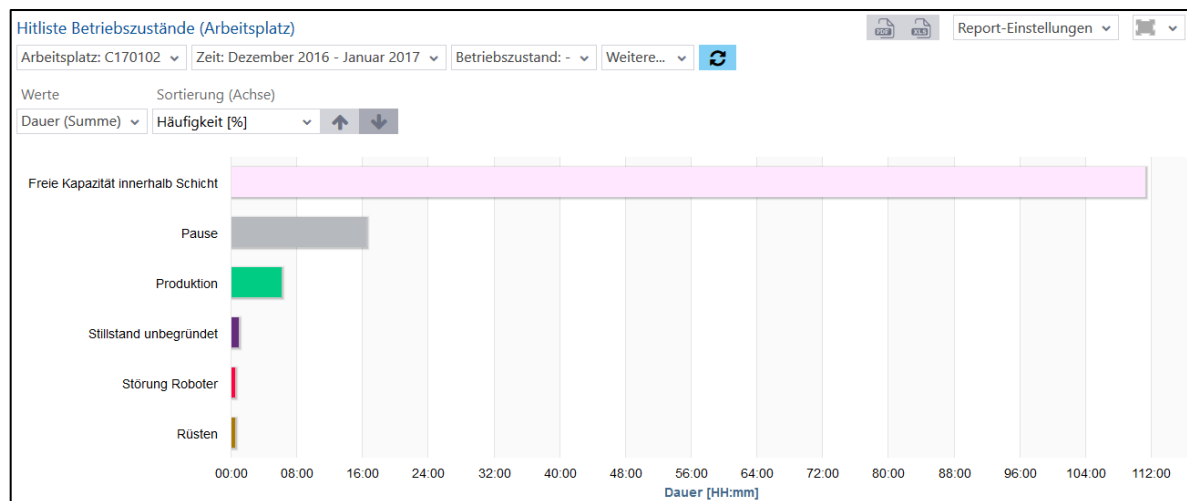 Hitliste Betriebszustände (Arbeitsplatz)
PDF XLS Report-Einstellungen
Arbeitsplatz: C170102 Zeit: Dezember 2016 - Januar 2017 Betriebszustand: - Weitere...
Werte Sortierung (Achse)
Dauer (Summe) Häufigkeit [%]
Freie Kapazität innerhalb Schicht
Pause
Produktion
Stillstand unbegründet
Störung Roboter
Rüsten
00:00 08:00 16:00 24:00 32:00 40:00 48:00 56:00 64:00 72:00 80:00 88:00 96:00 104:00 112:00
Dauer [HH:mm]